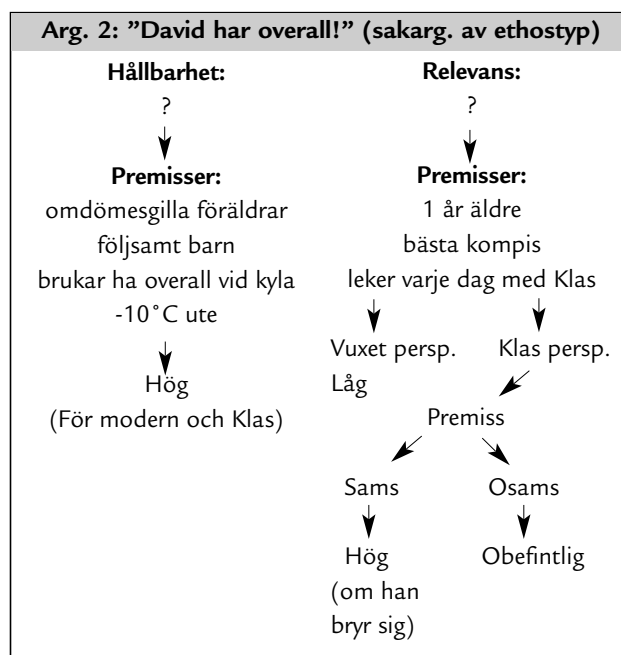 Arg. 2: ”David har overall!” (sakarg. av ethostyp)
Hållbarhet:
?
Premisser:
omdömesgilla föräldrar
följsamt barn
brukar ha overall vid kyla
-10°C ute
Hög
(För modern och Klas)
Relevans:
?
Premisser:
1 år äldre
bästa kompis
leker varje dag med Klas
Vuxet persp.
Låg
Klas persp.
Premiss
Sams
Hög
(om han
bryr sig)
Osams
Obefintlig